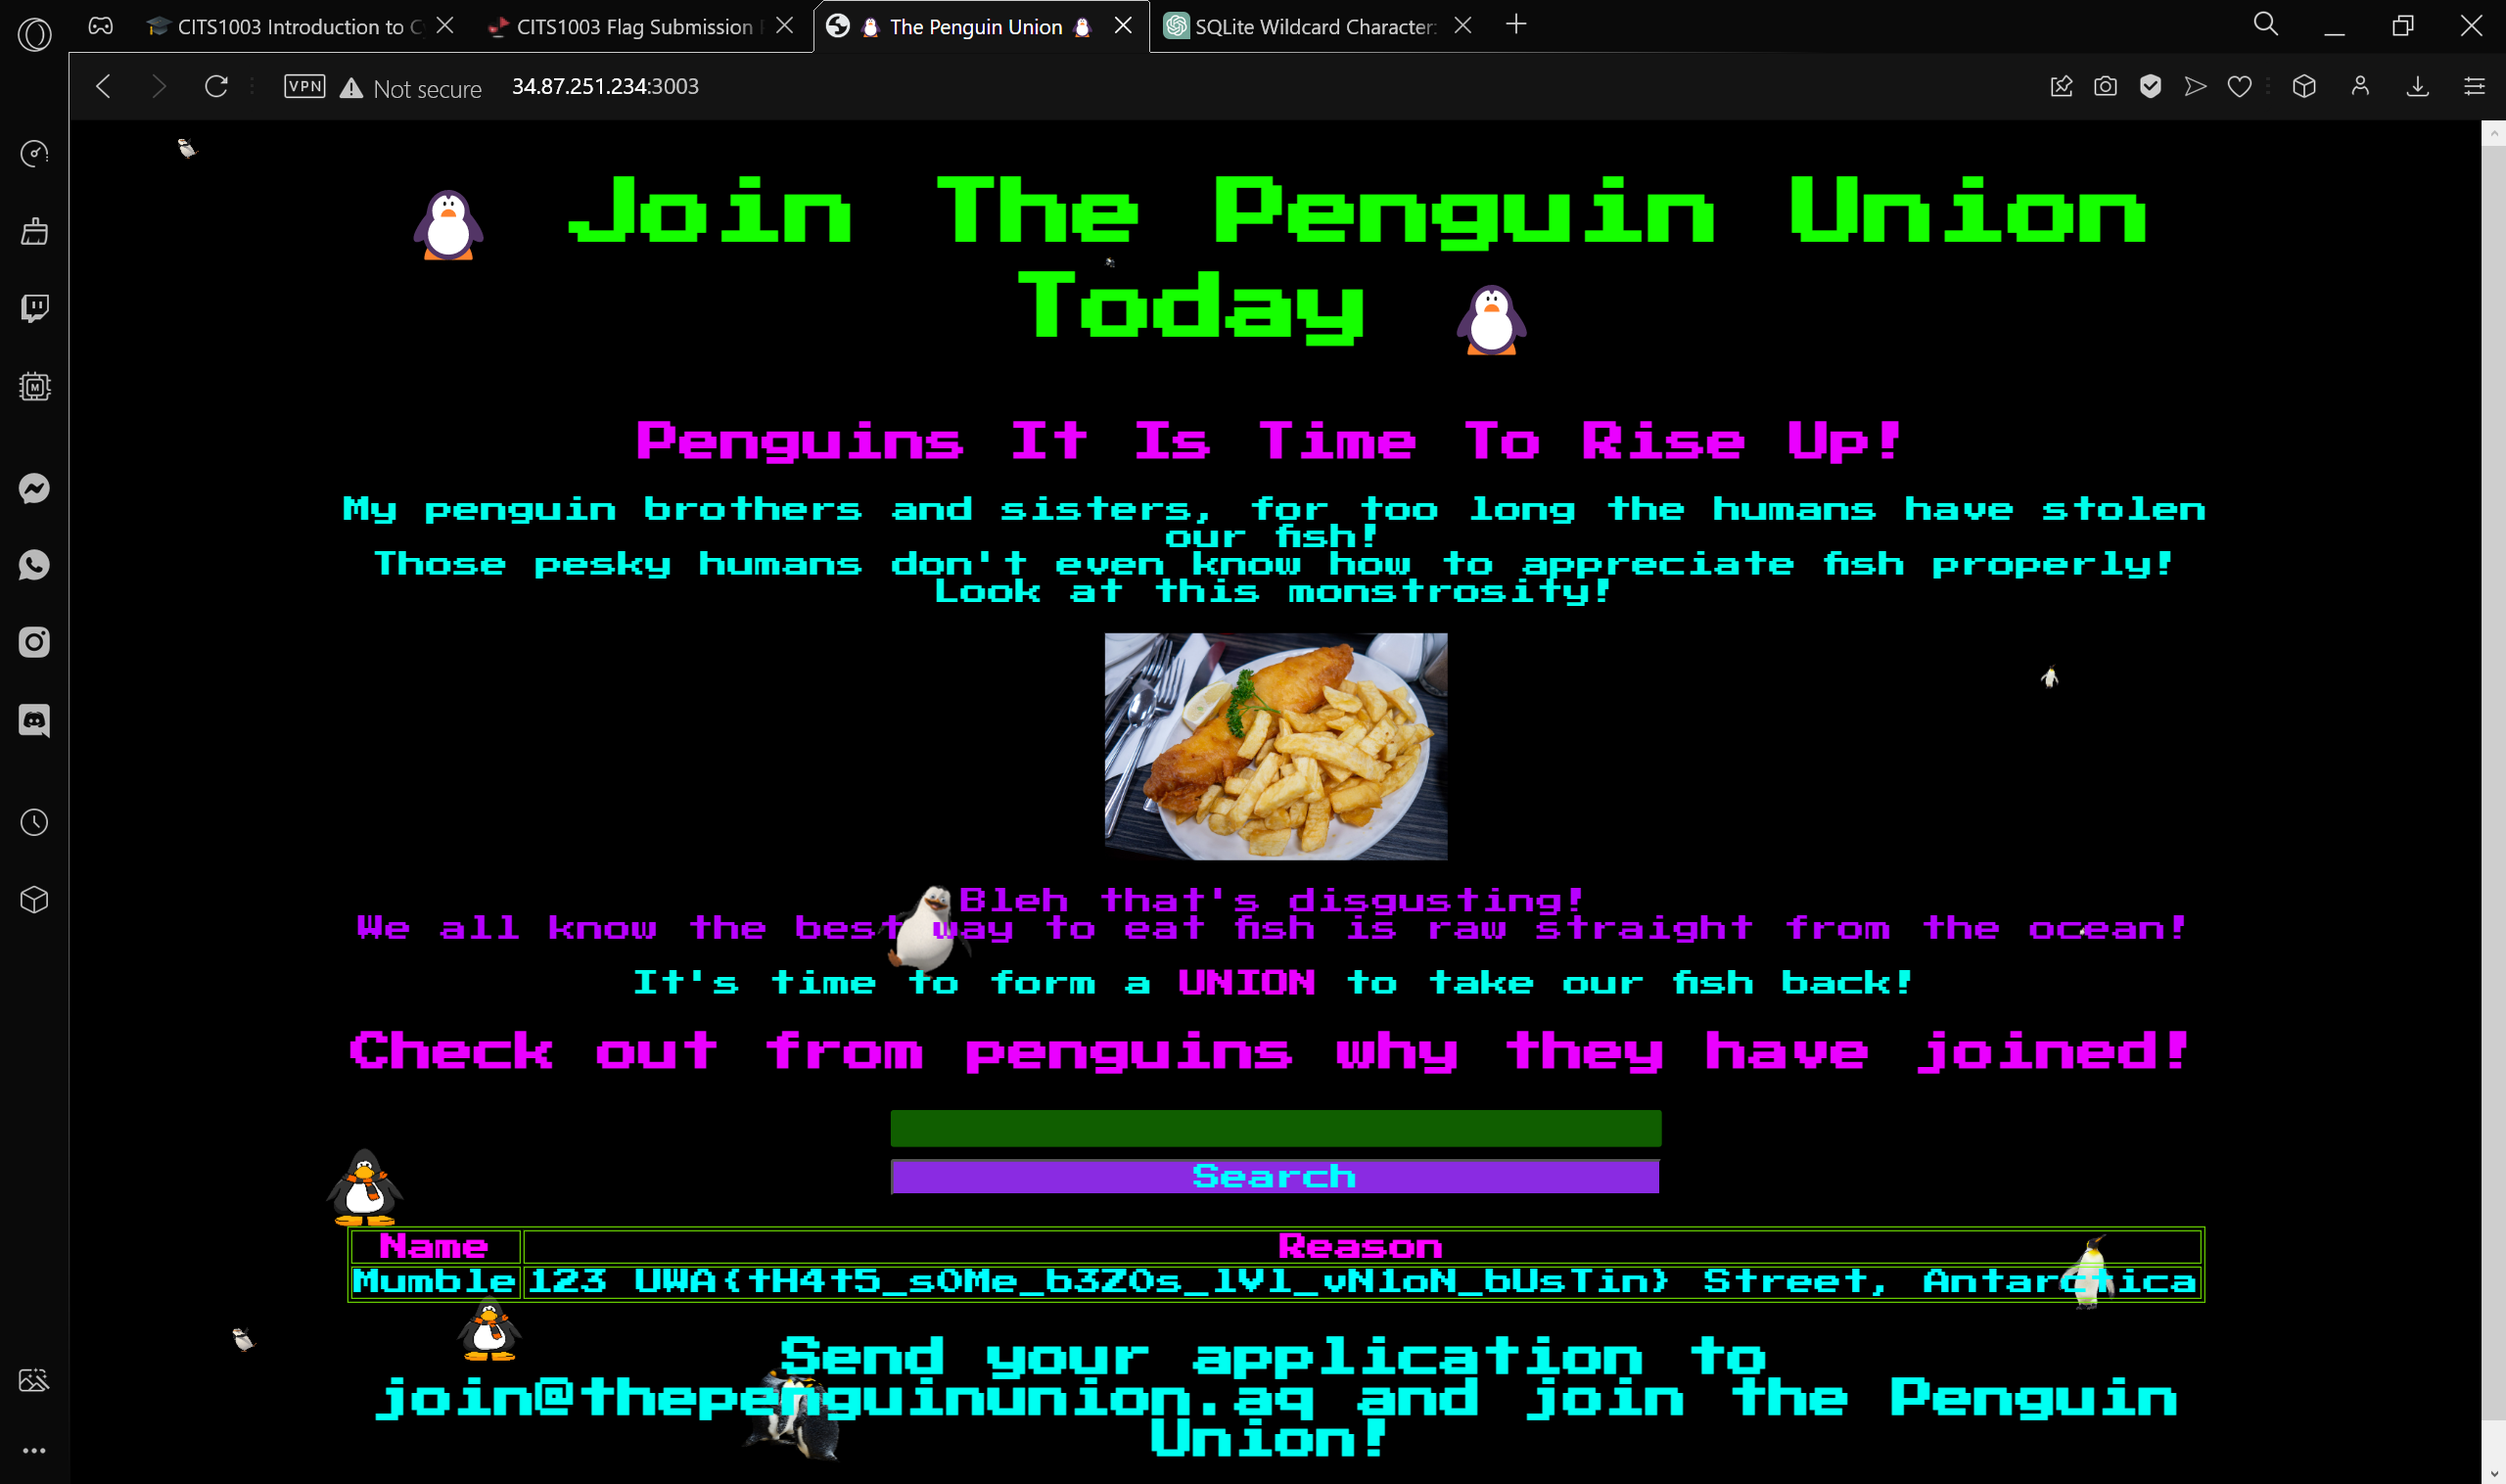 CITS1003 Introduction to C
CITS1003 Flag Submission
The Penguin Union
SQLite Wildcard Character:
VPN
Not secure
34.87.251.234:3003
Join The Penguin Union
Today
Penguins It Is Time To Rise Up!
My penguin brothers and sisters, for too long the humans have stolen
our fish!
Those pesky humans don't even know how to appreciate fish properly!
Look at this monstrosity!
Bleh that's disgusting!
We all know the best way to eat fish is raw straight from the ocean!
It's time to form a UNION to take our fish back!
Check out from penguins why they have joined!
Search
Name Reason
Mumble 123 UWA{tH4t5_sOMe_b3ZOs_lVl_vN1oN_bUsTin} Street, Antarctica
Send your application to
join@thepenguinunion.aq and join the Penguin
Union!